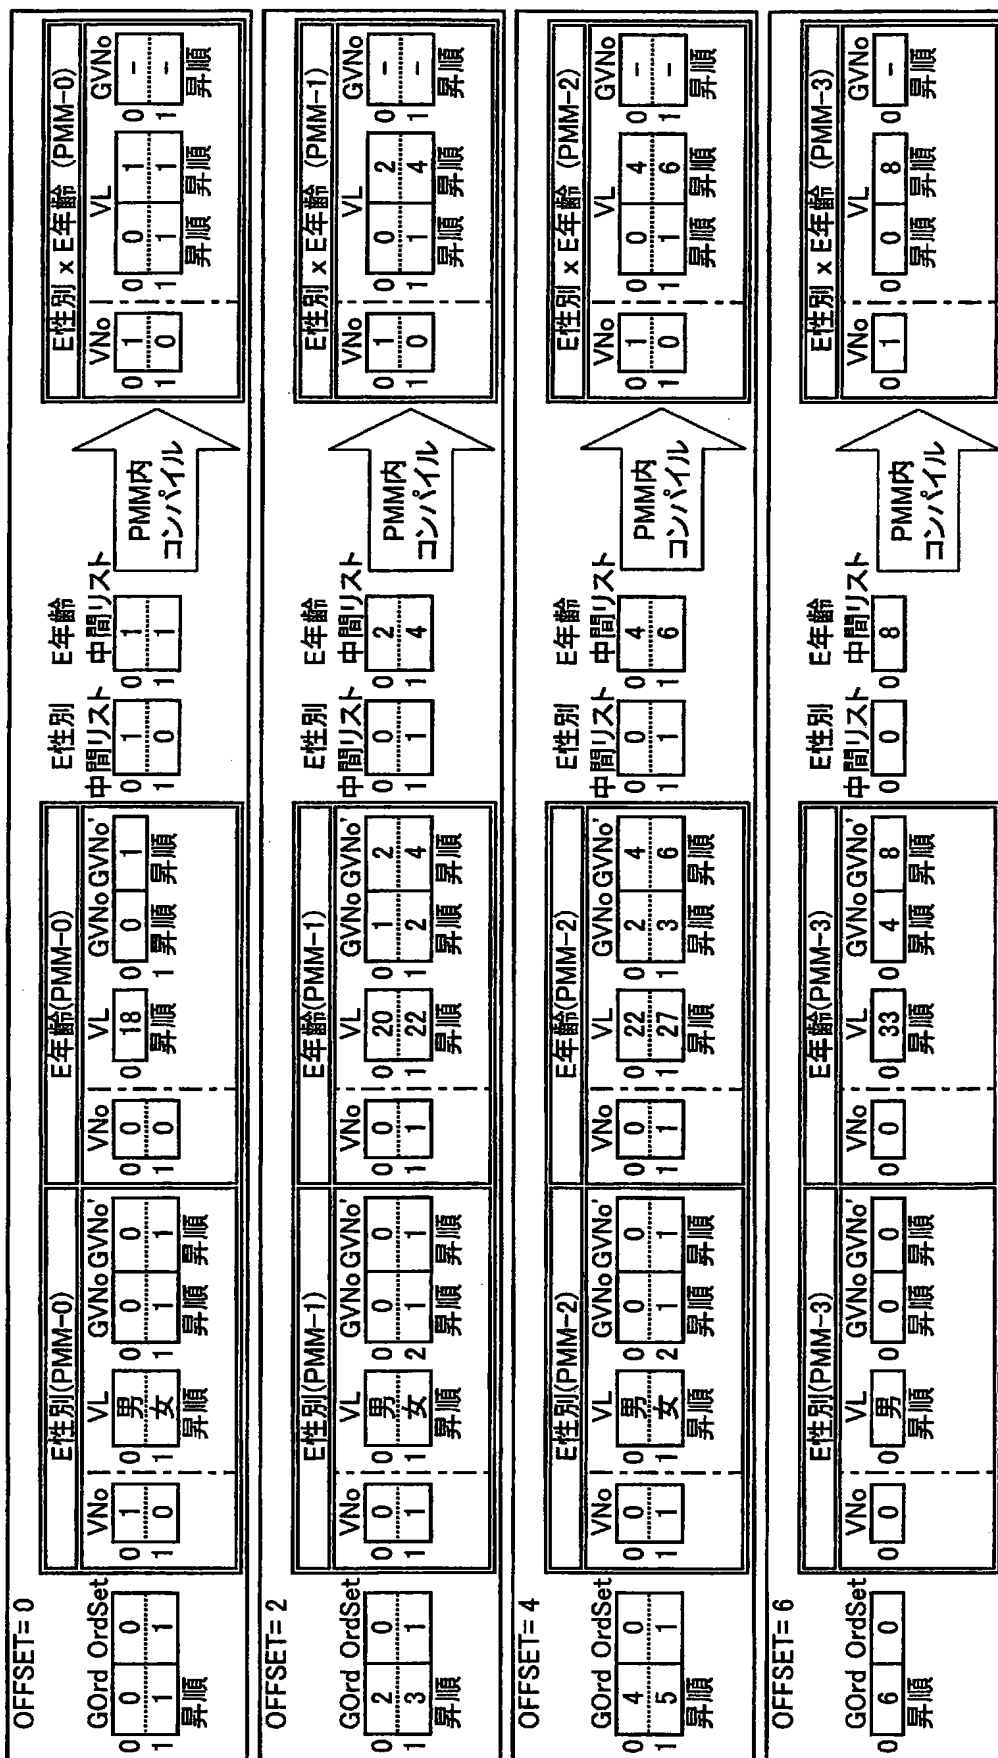 OFFSET= 0
E性別(PMM-0) E年齢(PMM-0) E性別 E年齢 E性別 x E年齢 (PMM-0)
GOrd OrdSet VNo VL GVNo GVNo' VNo VL GVNo GVNo' 中間リスト 中間リスト VNo VL GVNo
0 0 0 0 1 0 男 0 0 0 0 0 0 18 0 0 1 0 1 0 1 PMM内 0 1 0 0 1 0 -
1 1 1 1 0 1 女 1 1 1 1 0 昇順 1 昇順 昇順 1 0 1 1 コンパイル 1 0 1 1 1 1 -
昇順 昇順 昇順 昇順 昇順 昇順 昇順
OFFSET= 2
E性別(PMM-1) E年齢(PMM-1) E性別 E年齢 E性別 x E年齢 (PMM-1)
GOrd OrdSet VNo VL GVNo GVNo' VNo VL GVNo GVNo' 中間リスト 中間リスト VNo VL GVNo
0 2 0 0 0 0 男 0 0 0 0 0 0 20 0 1 2 0 0 0 2 PMM内 0 1 0 0 2 0 -
1 3 1 1 1 1 女 2 1 1 1 1 1 22 1 2 4 1 1 1 4 コンパイル 1 0 1 1 4 1 -
昇順 昇順 昇順 昇順 昇順 昇順 昇順 昇順 昇順 昇順
OFFSET= 4
E性別(PMM-2) E年齢(PMM-2) E性別 E年齢 E性別 x E年齢 (PMM-2)
GOrd OrdSet VNo VL GVNo GVNo' VNo VL GVNo GVNo' 中間リスト 中間リスト VNo VL GVNo
0 4 0 0 0 0 男 0 0 0 0 0 0 22 0 2 4 0 0 0 4 PMM内 0 1 0 0 4 0 -
1 5 1 1 1 1 女 2 1 1 1 1 1 27 1 3 6 1 1 1 6 コンパイル 1 0 1 1 6 1 -
昇順 昇順 昇順 昇順 昇順 昇順 昇順 昇順 昇順 昇順
OFFSET= 6
E性別(PMM-3) E年齢(PMM-3) E性別 E年齢 E性別 x E年齢 (PMM-3)
GOrd OrdSet VNo VL GVNo GVNo' VNo VL GVNo GVNo' 中間リスト 中間リスト VNo VL GVNo
0 6 0 0 0 0 男 0 0 0 0 0 0 33 0 4 8 0 0 0 8 PMM内 0 1 0 0 8 0 -
昇順 昇順 昇順 昇順 昇順 昇順 昇順 コンパイル 昇順 昇順 昇順